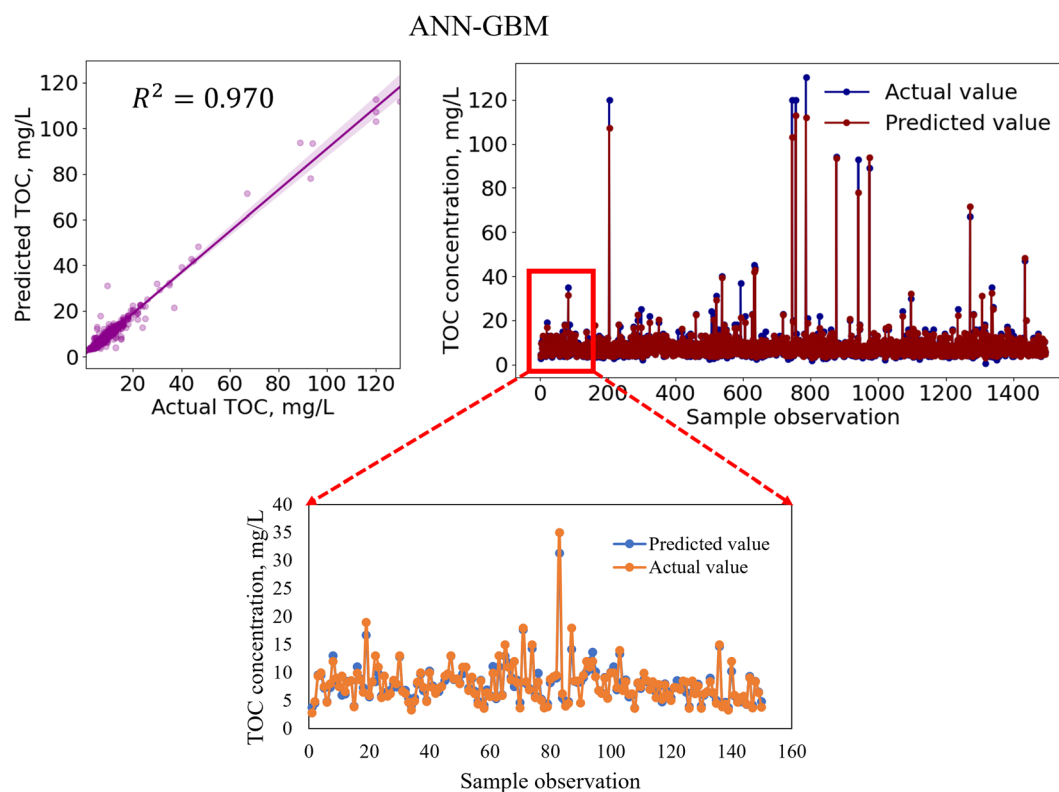 ANN-GBM
R² = 0.970
Predicted TOC, mg/L
120
100
80
60
40
20
0
20 40 60 80 100 120
Actual TOC, mg/L
Actual value
Predicted value
TOC concentration, mg/L
120
100
80
60
40
20
0
0 200 400 600 800 1000 1200 1400
Sample observation
Predicted value
Actual value
TOC concentration, mg/L
40
35
30
25
20
15
10
5
0
0 20 40 60 80 100 120 140 160
Sample observation